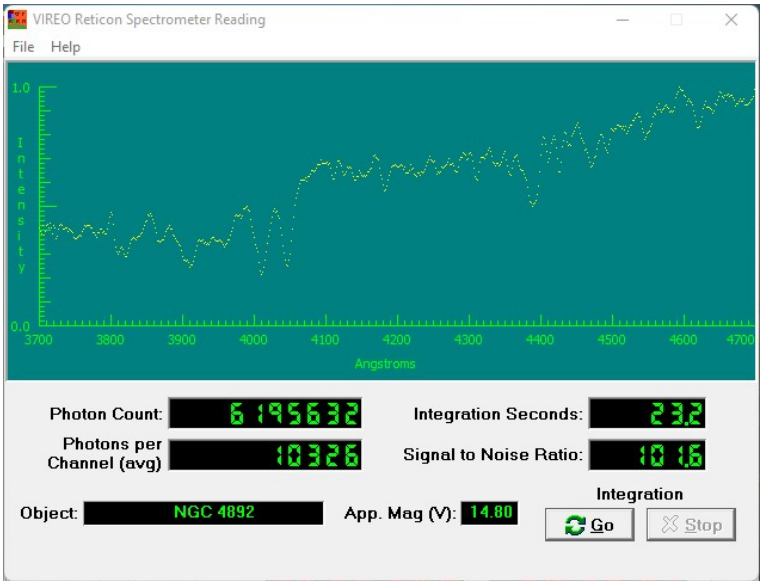 VIREO Reticon Spectrometer Reading
File Help
1.0
Intensity
0.0
3700 3800 3900 4000 4100 4200 4300 4400 4500 4600 4700
Angstroms
Photon Count: 6195632 Integration Seconds: 23.2
Photons per Channel (avg) 10326 Signal to Noise Ratio: 101.6
Object: NGC 4892 App. Mag (V): 14.80
Integration
Go Stop